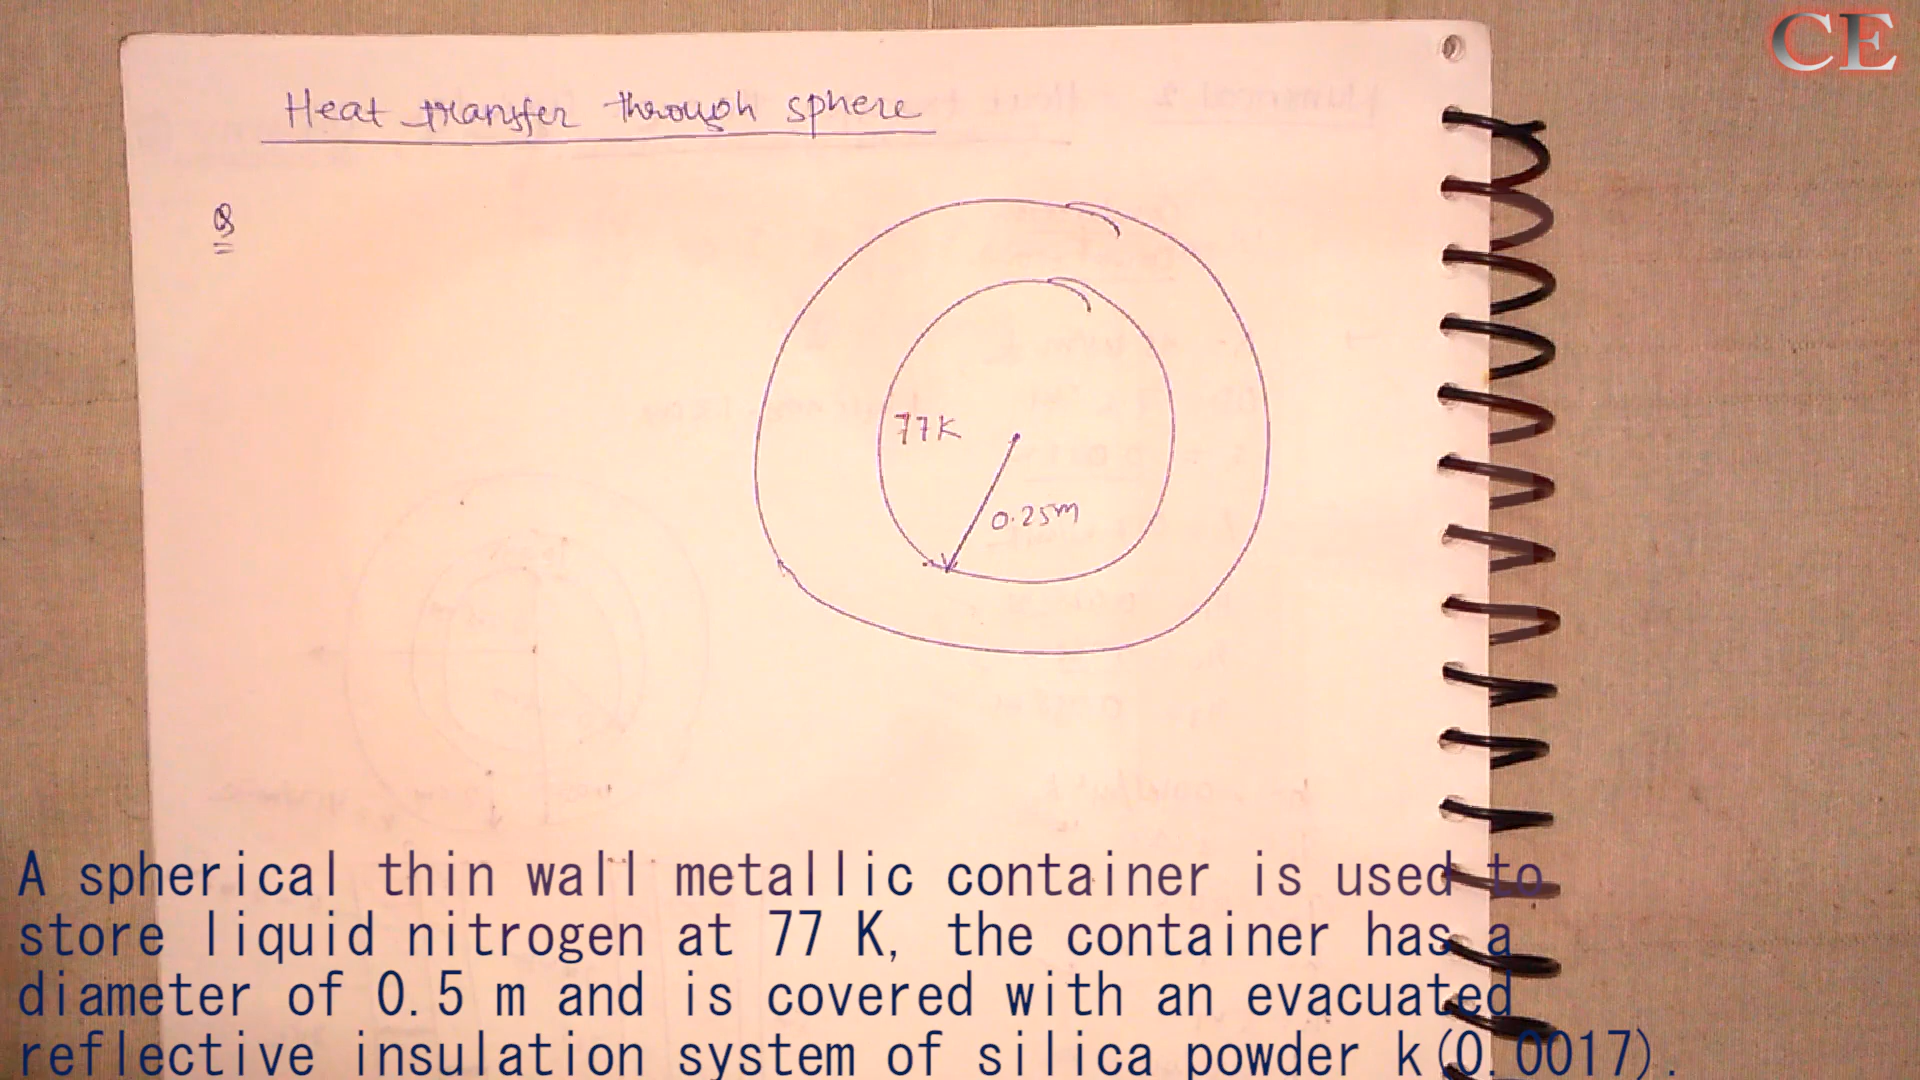 CE
Heat transfer through sphere
Q
77K
0.25m
A spherical thin wall metallic container is used to
store liquid nitrogen at 77 K, the container has a
diameter of 0.5 m and is covered with an evacuated
reflective insulation system of silica powder k(0.0017).